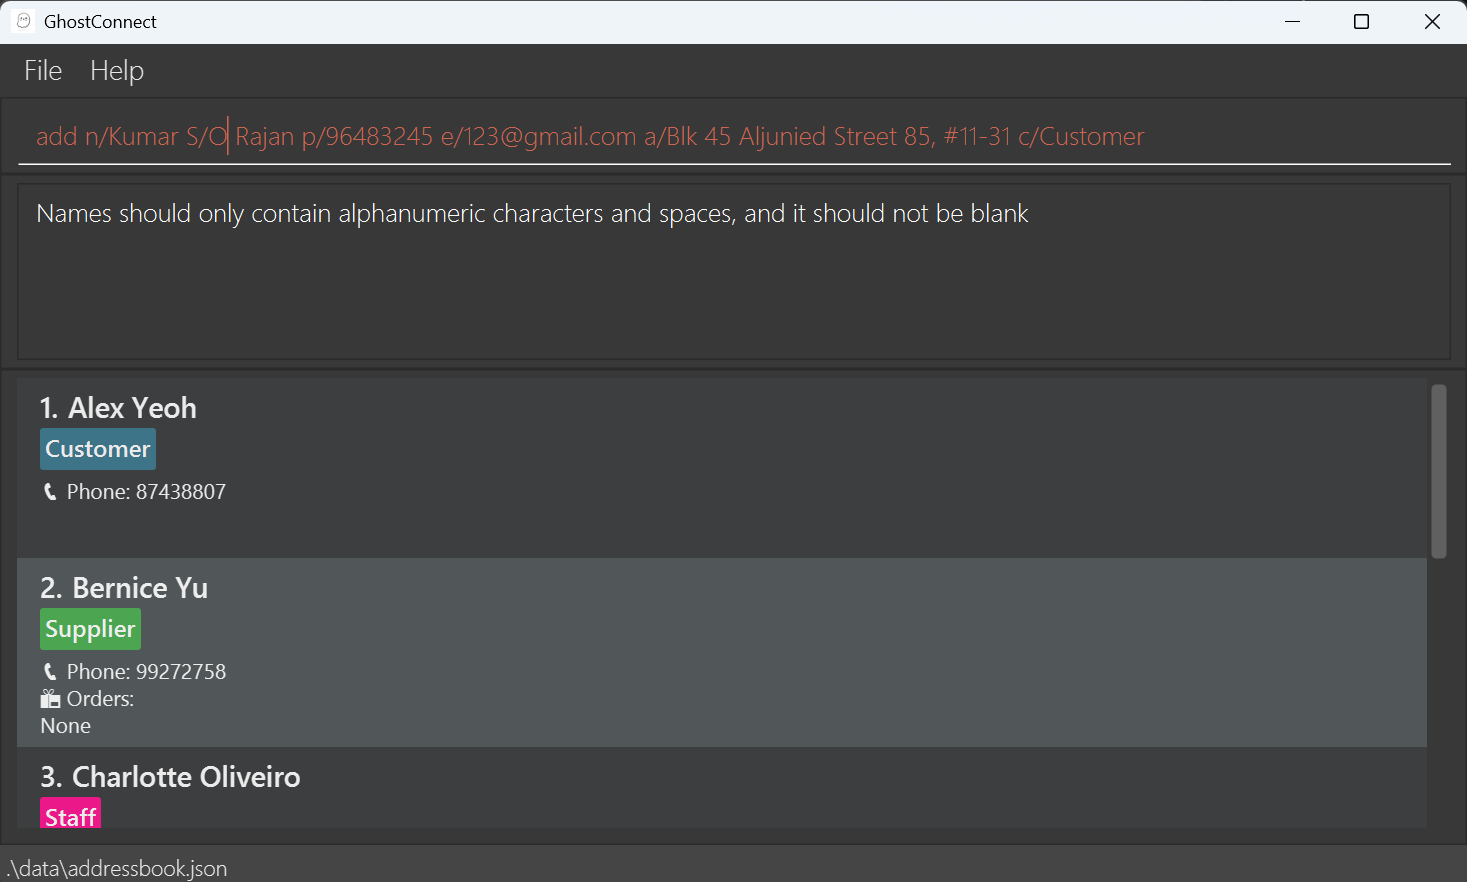 GhostConnect
File Help
add n/Kumar S/O Rajan p/96483245 e/123@gmail.com a/Blk 45 Aljunied Street 85, #11-31 c/Customer
Names should only contain alphanumeric characters and spaces, and it should not be blank
1. Alex Yeoh
Customer
Phone: 87438807
2. Bernice Yu
Supplier
Phone: 99272758
Orders:
None
3. Charlotte Oliveiro
Staff
.\data\addressbook.json